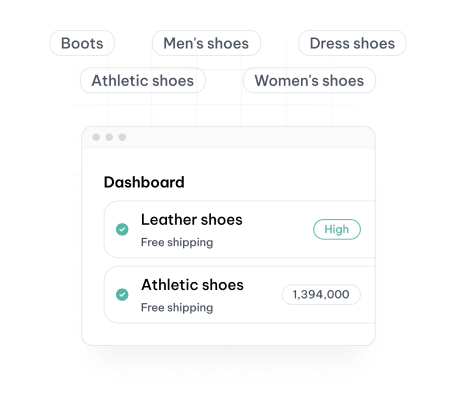 Boots
Men's shoes
Dress shoes
Athletic shoes
Women's shoes
Dashboard
Leather shoes
High
Free shipping
Athletic shoes
1,394,000
Free shipping